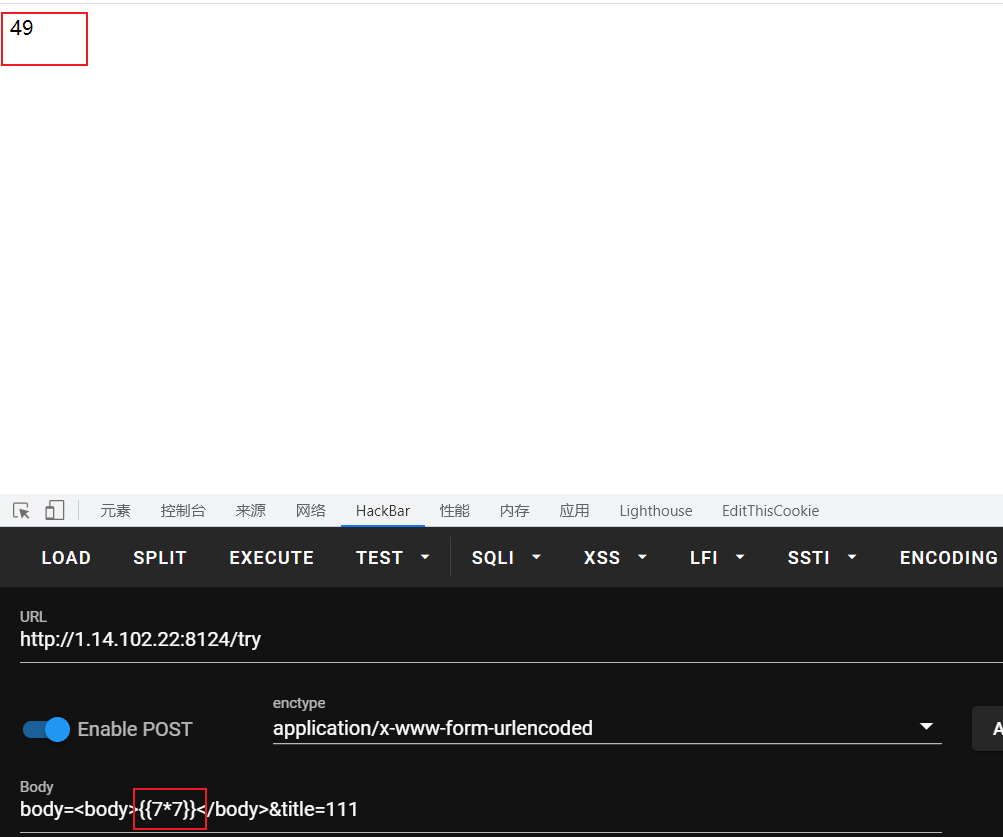 49
元素 控制台 来源 网络 HackBar 性能 内存 应用 Lighthouse EditThisCookie
LOAD SPLIT EXECUTE TEST SQLI XSS LFI SSTI ENCODING
URL
http://1.14.102.22:8124/try
enctype
Enable POST application/x-www-form-urlencoded A
Body
body=<body>{{7*7}}</body>&title=111